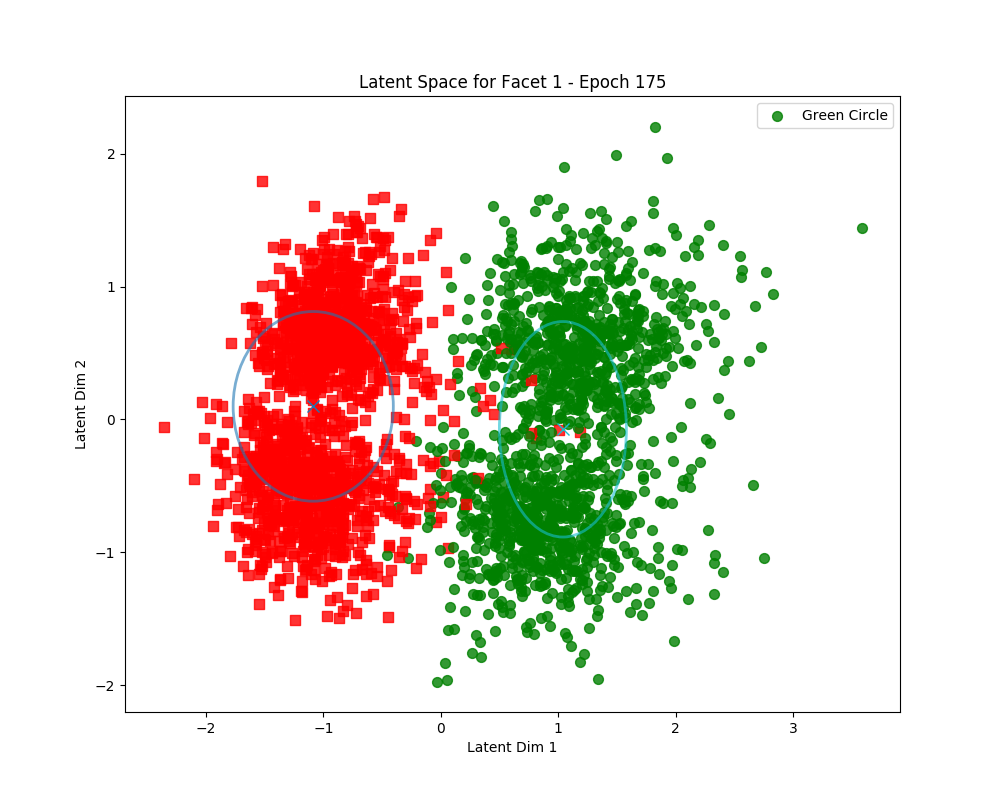 Latent Space for Facet 1 - Epoch 175
Green Circle
2
1
0
−1
−2
Latent Dim 2
−2
−1
0
1
2
3
Latent Dim 1